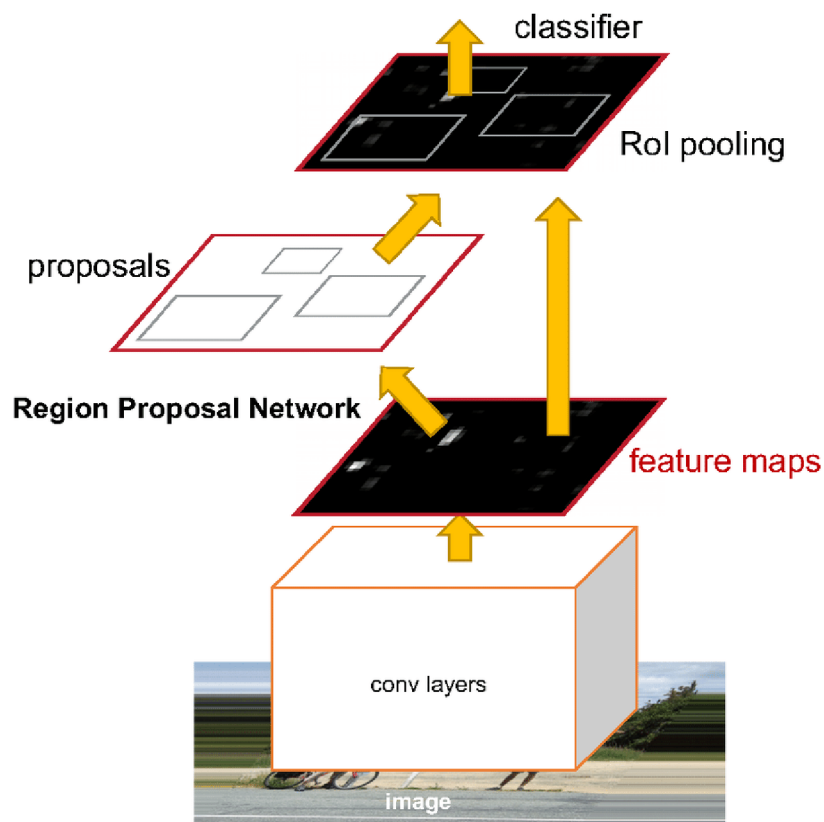 classifier
RoI pooling
proposals
Region Proposal Network
feature maps
conv layers
image